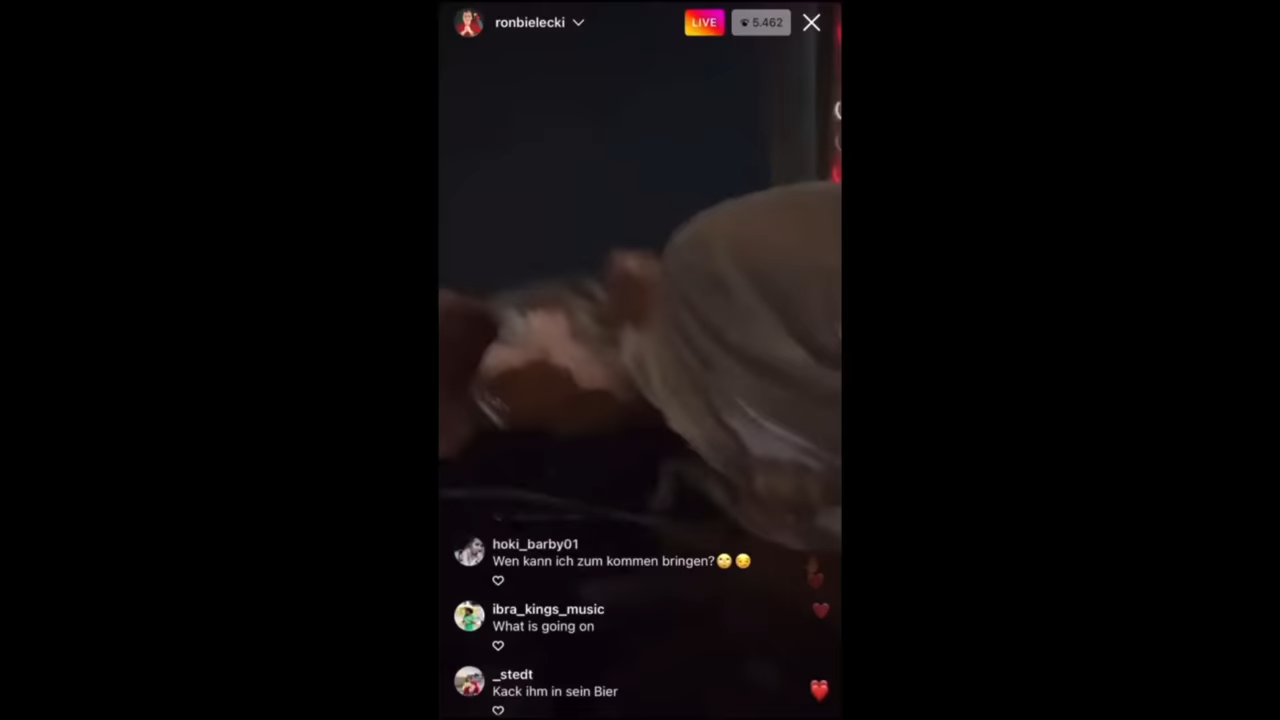 ronbielecki
LIVE
5.462
hoki_barby01
Wen kann ich zum kommen bringen?🙄😏
ibra_kings_music
What is going on
_stedt
Kack ihm in sein Bier